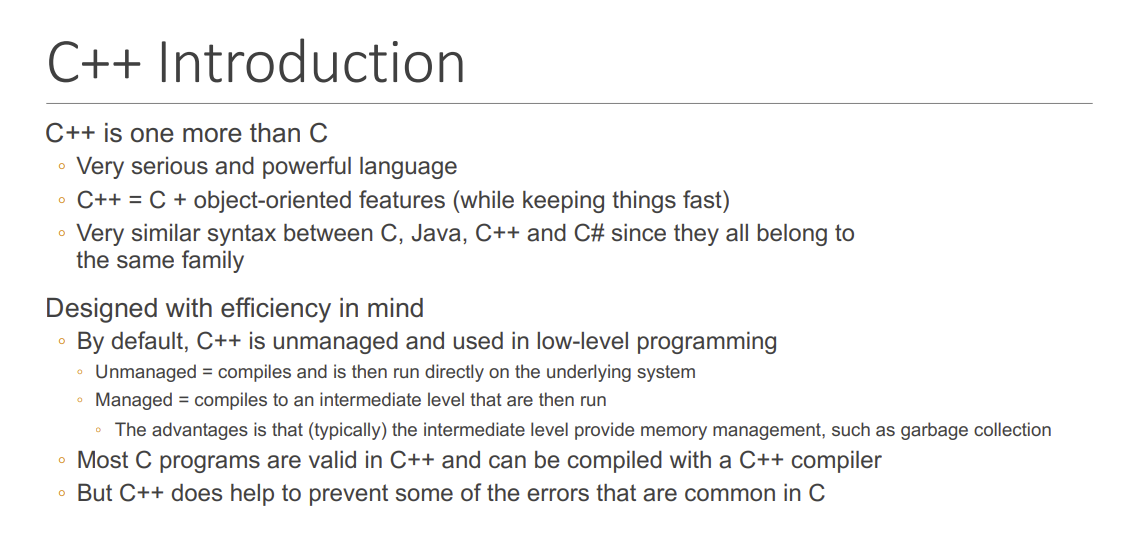 C++ Introduction
C++ is one more than C
◦ Very serious and powerful language
◦ C++ = C + object-oriented features (while keeping things fast)
◦ Very similar syntax between C, Java, C++ and C# since they all belong to
the same family
Designed with efficiency in mind
◦ By default, C++ is unmanaged and used in low-level programming
◦ Unmanaged = compiles and is then run directly on the underlying system
◦ Managed = compiles to an intermediate level that are then run
◦ The advantages is that (typically) the intermediate level provide memory management, such as garbage collection
◦ Most C programs are valid in C++ and can be compiled with a C++ compiler
◦ But C++ does help to prevent some of the errors that are common in C